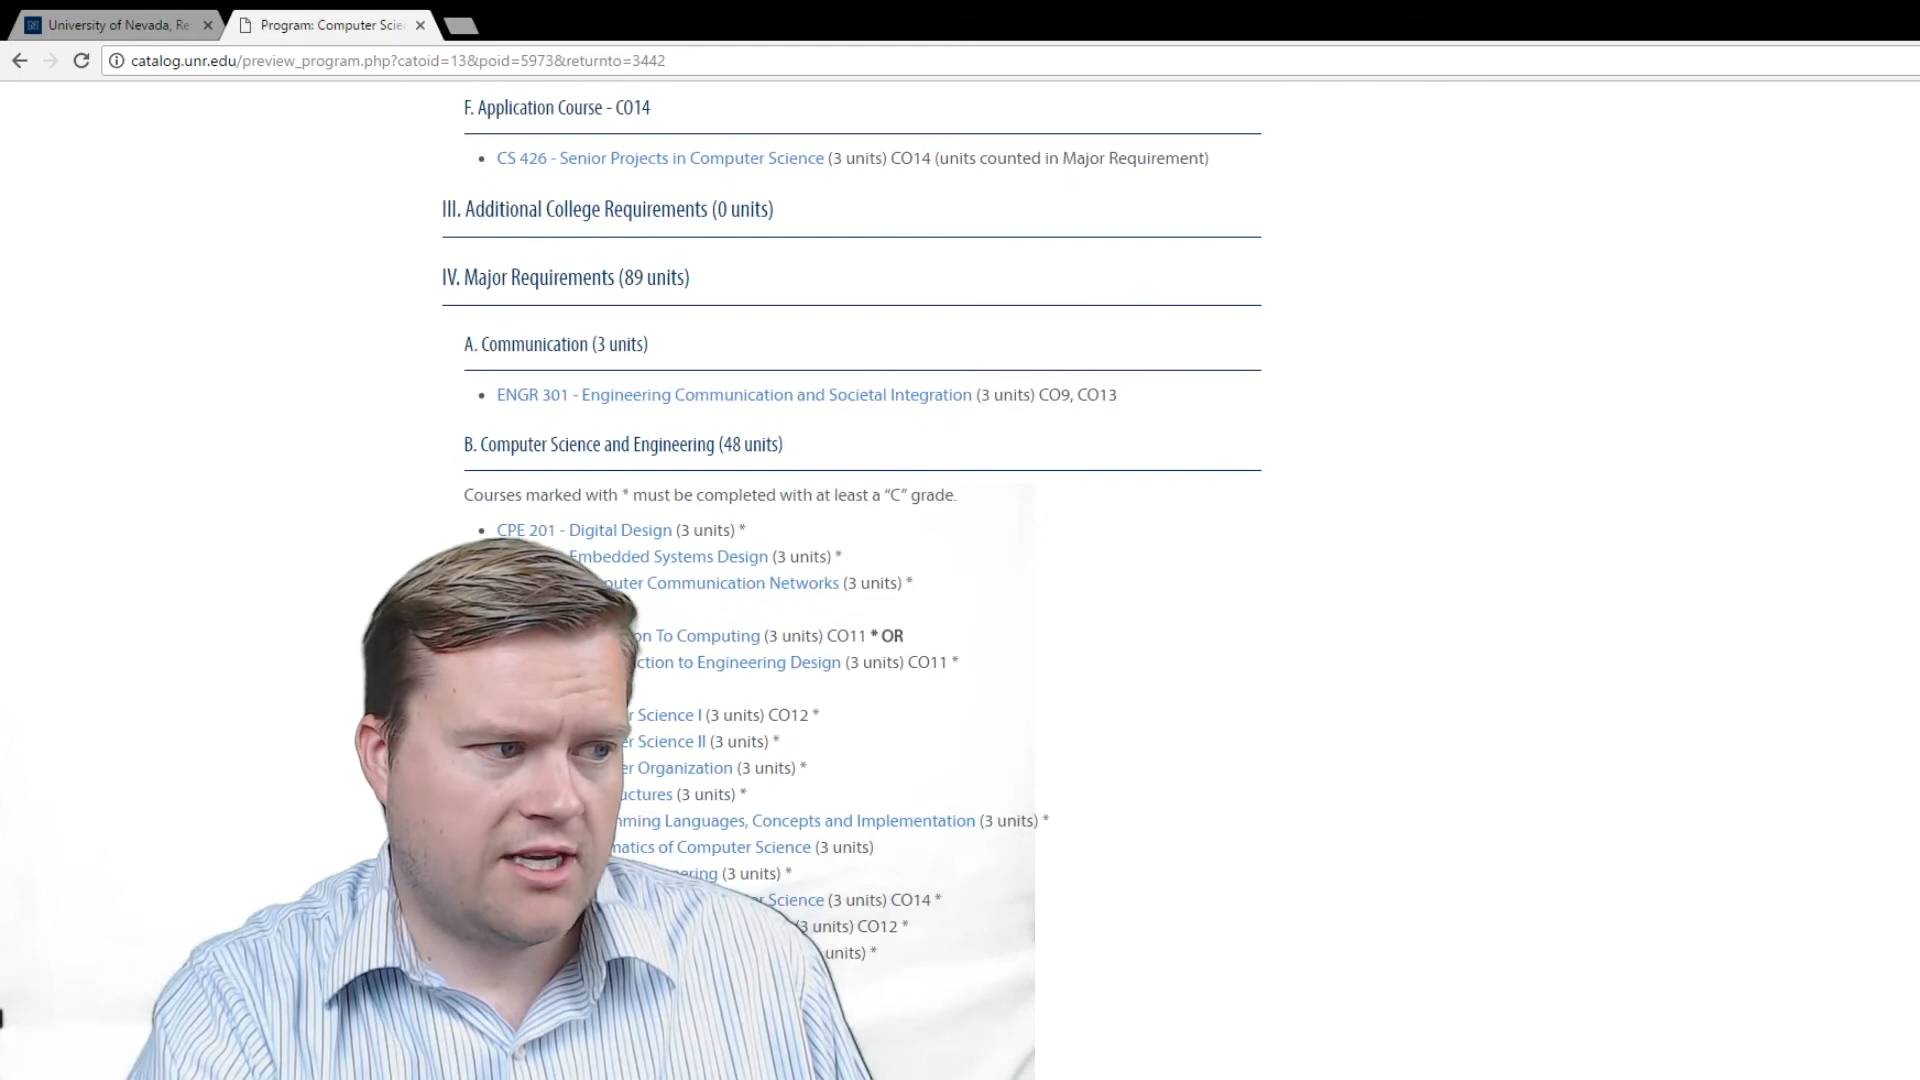 University of Nevada, Re
Program: Computer Scie
catalog.unr.edu/preview_program.php?catoid=13&poid=5973&returnto=3442
F. Application Course - CO14
• CS 426 - Senior Projects in Computer Science (3 units) CO14 (units counted in Major Requirement)
III. Additional College Requirements (0 units)
IV. Major Requirements (89 units)
A. Communication (3 units)
• ENGR 301 - Engineering Communication and Societal Integration (3 units) CO9, CO13
B. Computer Science and Engineering (48 units)
Courses marked with * must be completed with at least a “C” grade.
• CPE 201 - Digital Design (3 units) *
Embedded Systems Design (3 units) *
puter Communication Networks (3 units) *
on To Computing (3 units) CO11 * OR
ction to Engineering Design (3 units) CO11 *
r Science I (3 units) CO12 *
er Science II (3 units) *
er Organization (3 units) *
uctures (3 units) *
mming Languages, Concepts and Implementation (3 units) *
matics of Computer Science (3 units)
ering (3 units) *
er Science (3 units) CO14 *
(3 units) CO12 *
units) *